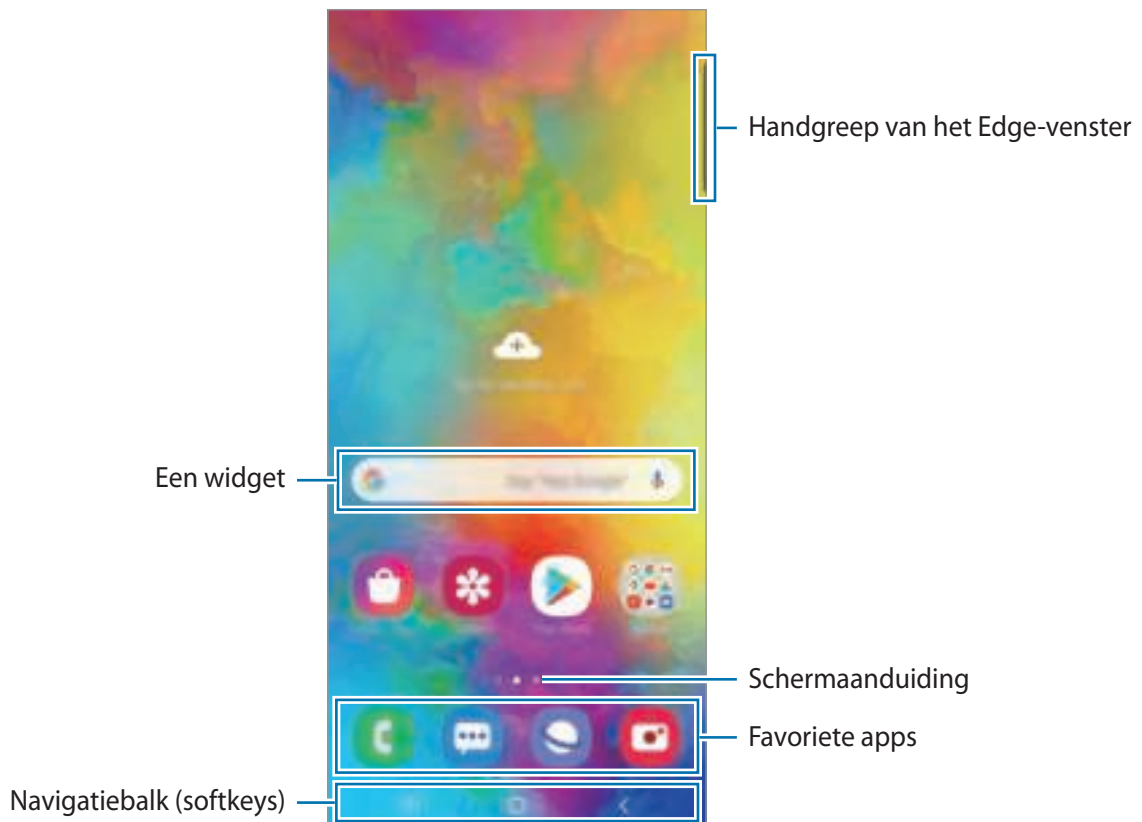 Handgreep van het Edge-venster
Een widget
Schermaanduiding
Favoriete apps
Navigatiebalk (softkeys)